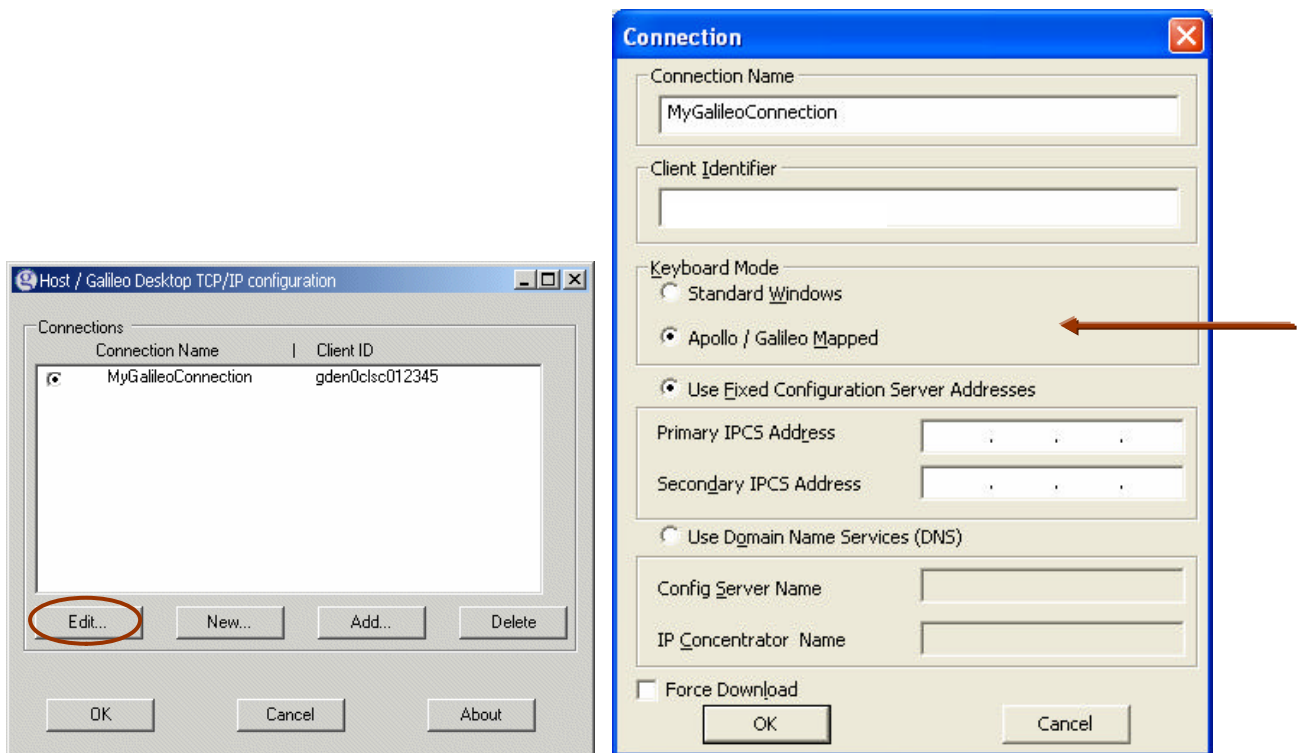 Host / Galileo Desktop TCP/IP configuration
Connections
Connection Name | Client ID
MyGalileoConnection gden0clsc012345
Edit... New... Add... Delete
OK Cancel About
Connection
Connection Name
MyGalileoConnection
Client Identifier
Keyboard Mode
Standard Windows
Apollo / Galileo Mapped
Use Fixed Configuration Server Addresses
Primary IPCS Address . . .
Secondary IPCS Address . . .
Use Domain Name Services (DNS)
Config Server Name
IP Concentrator Name
Force Download
OK Cancel